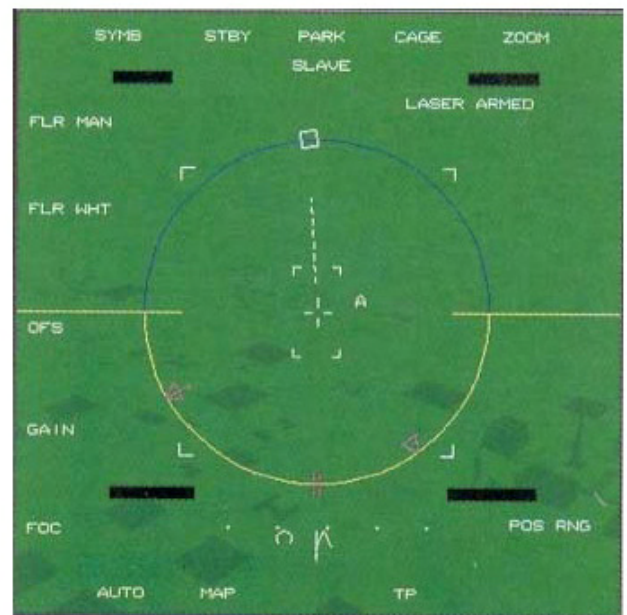 SYMB STBY PARK CAGE ZOOM
SLAVE
LASER ARMED
FLR MAN
FLR WHT
A
OFS
GAIN
FOC POS RNG
AUTO MAP TP